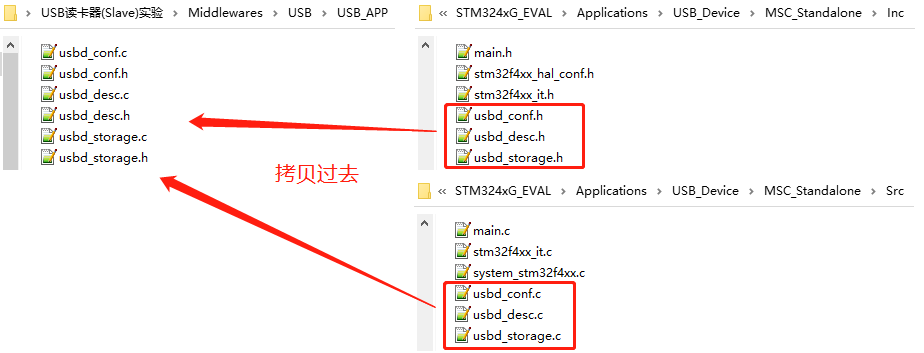 USB读卡器(Slave)实验 > Middlewares > USB > USB_APP
usbd_conf.c
usbd_conf.h
usbd_desc.c
usbd_desc.h
usbd_storage.c
usbd_storage.h
« STM324xG_EVAL > Applications > USB_Device > MSC_Standalone > Inc
main.h
stm32f4xx_hal_conf.h
stm32f4xx_it.h
usbd_conf.h
usbd_desc.h
usbd_storage.h
拷贝过去
« STM324xG_EVAL > Applications > USB_Device > MSC_Standalone > Src
main.c
stm32f4xx_it.c
system_stm32f4xx.c
usbd_conf.c
usbd_desc.c
usbd_storage.c